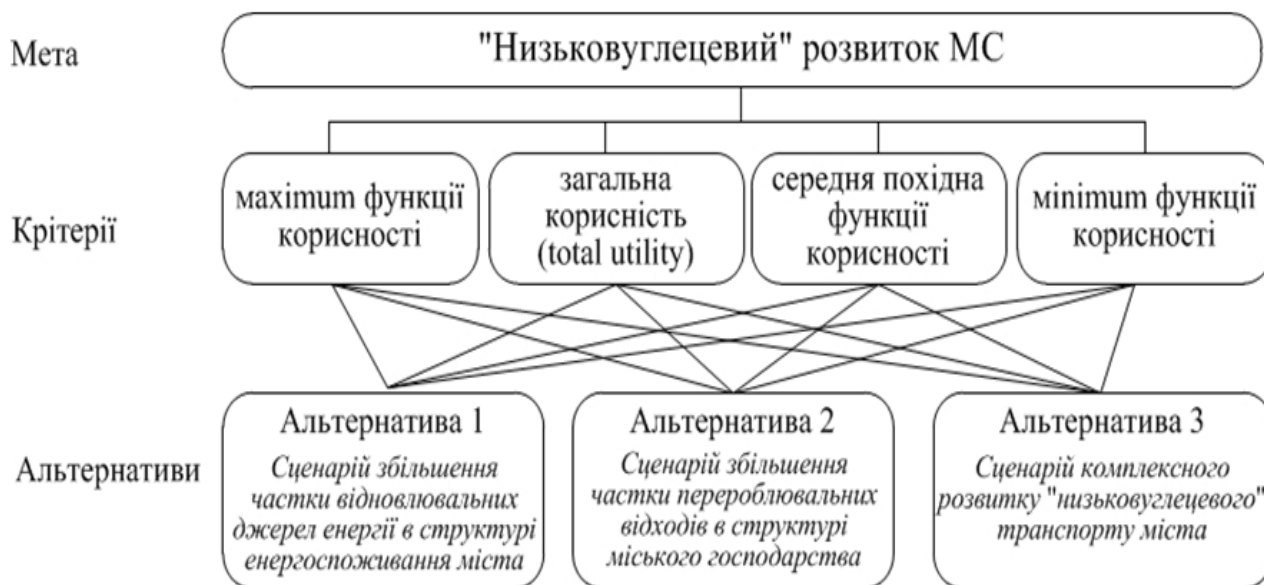 Мета
"Низьковуглецевий" розвиток МС
Крітерії
maximum функції
корисності
загальна
корисність
(total utility)
середня похідна
функції
корисності
мinimum функції
корисності
Альтернативи
Альтернатива 1
Сценарій збільшення
частки відновлювальних
джерел енергії в структурі
енергоспоживання міста
Альтернатива 2
Сценарій збільшення
частки перероблювальних
відходів в структурі
міського господарства
Альтернатива 3
Сценарій комплексного
розвитку "низьковуглецевого"
транспорту міста